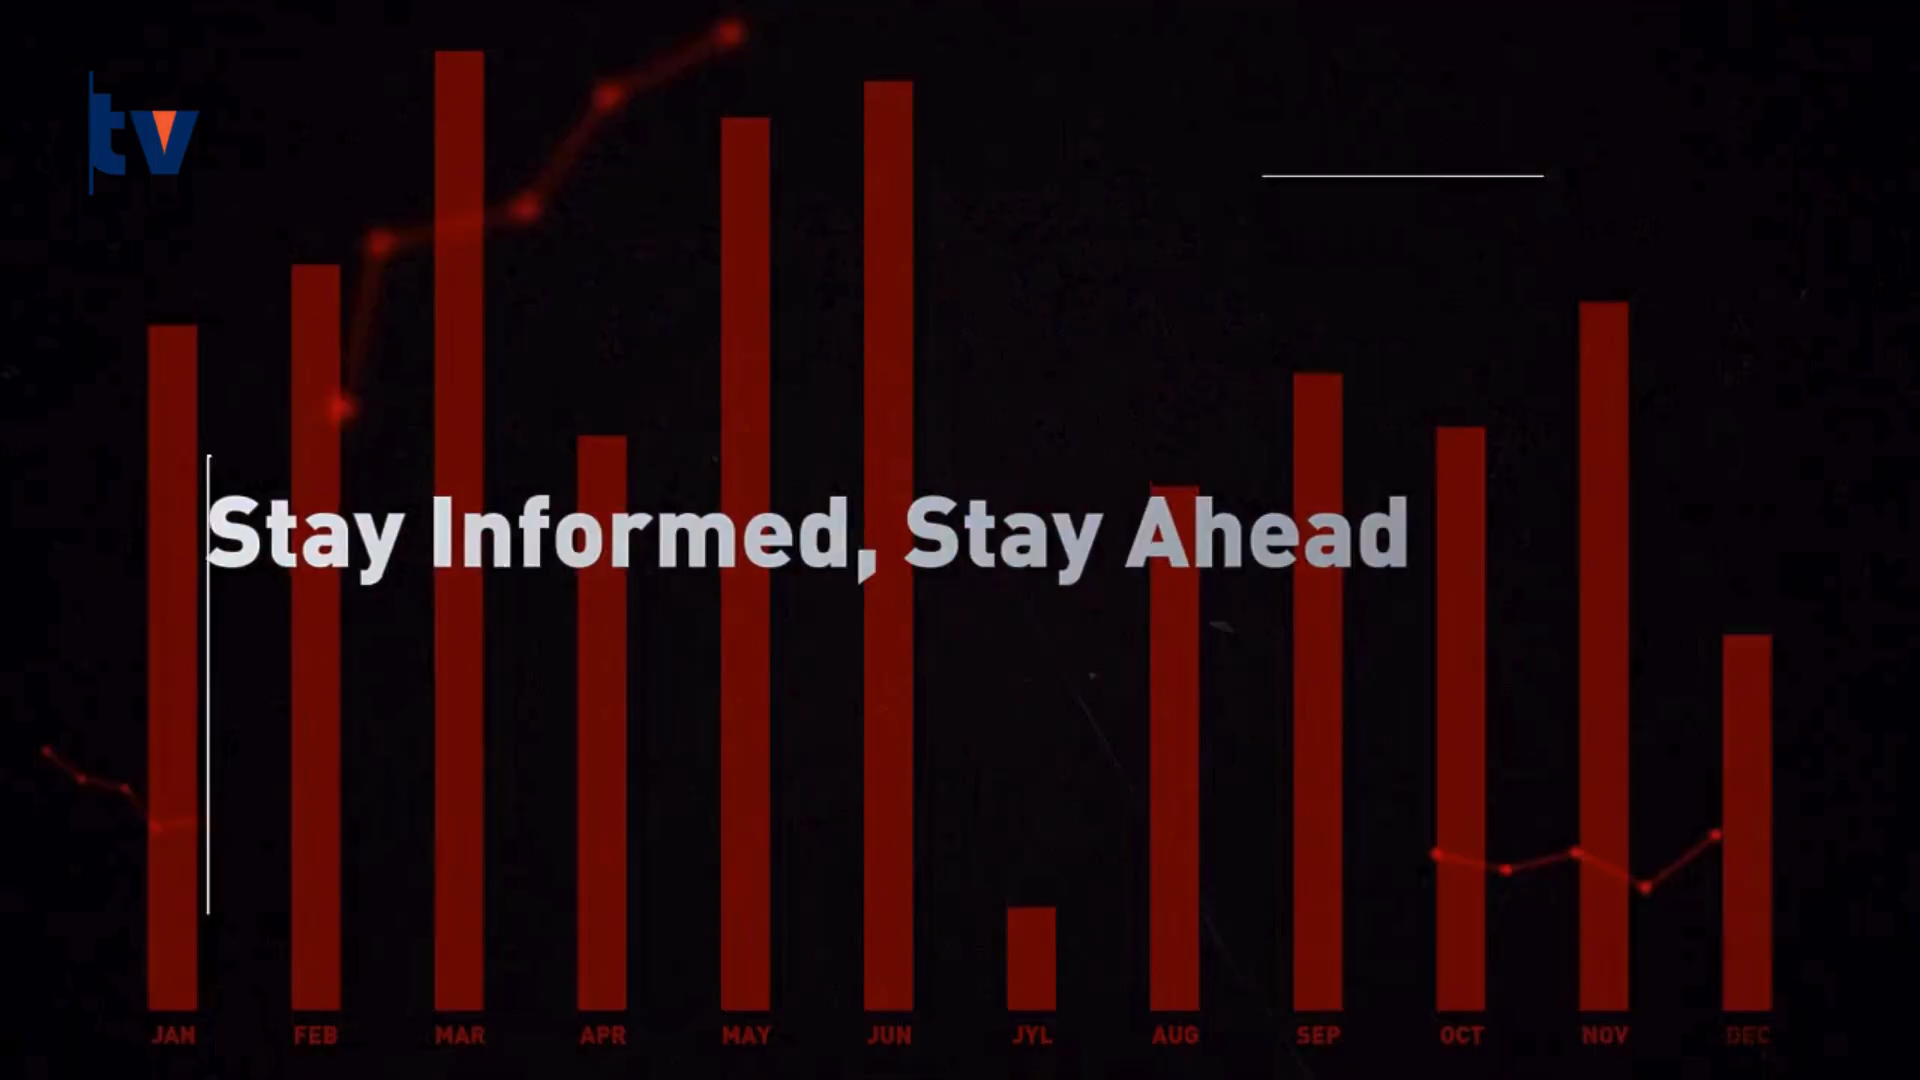 tv
Stay Informed, Stay Ahead
JAN FEB MAR APR MAY JUN JYL AUG SEP OCT NOV DEC